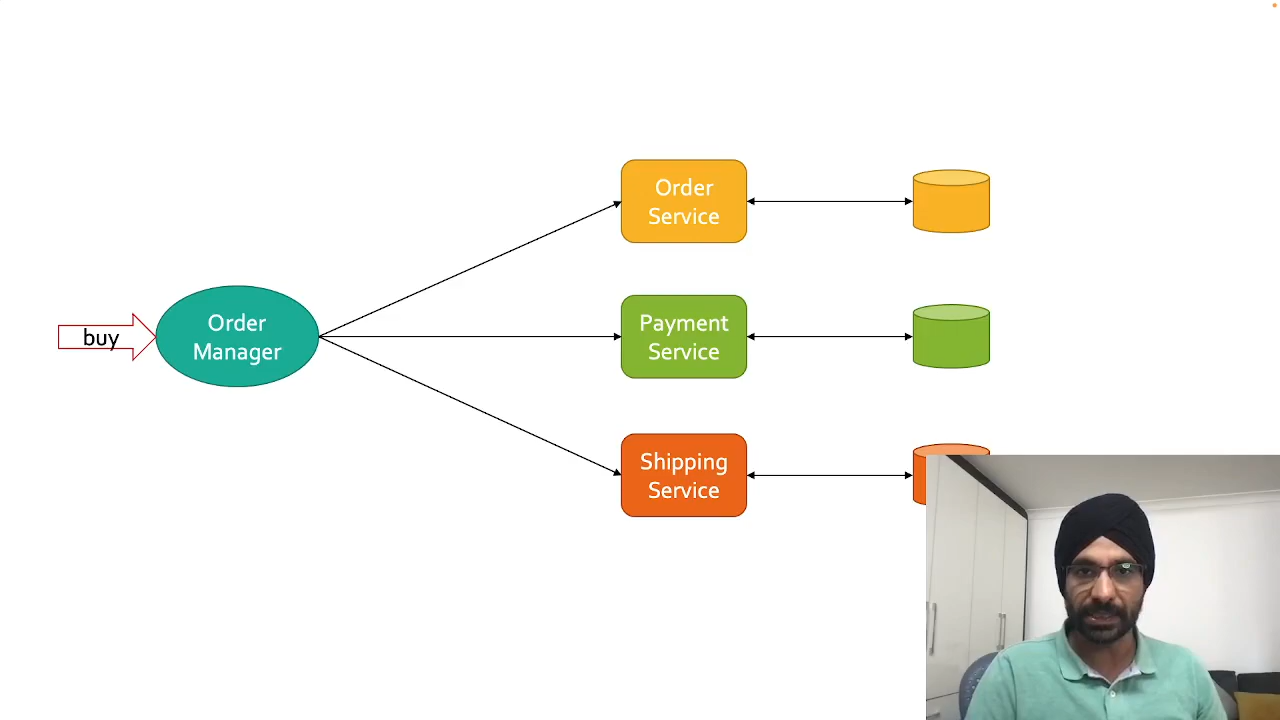 Order
Service
buy
Order
Manager
Payment
Service
Shipping
Service